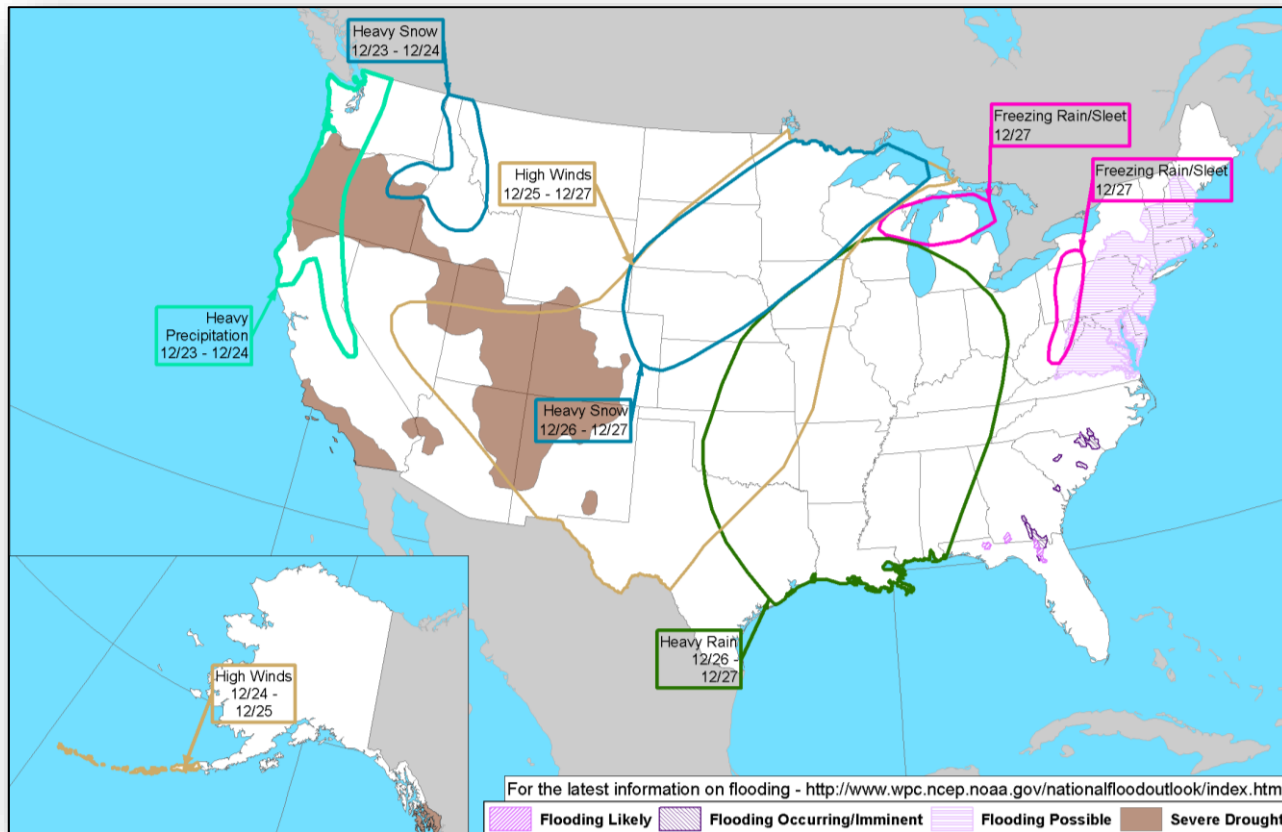 Heavy Snow
12/23 - 12/24
Freezing Rain/Sleet
12/27
Freezing Rain/Sleet
12/27
High Winds
12/25 - 12/27
Heavy
Precipitation
12/23 - 12/24
Heavy Snow
12/26 - 12/27
Heavy Rain
12/26 -
12/27
High Winds
12/24 -
12/25
For the latest information on flooding - http://www.wpc.ncep.noaa.gov/nationalfloodoutlook/index.htm
Flooding Likely
Flooding Occurring/Imminent
Flooding Possible
Severe Drought